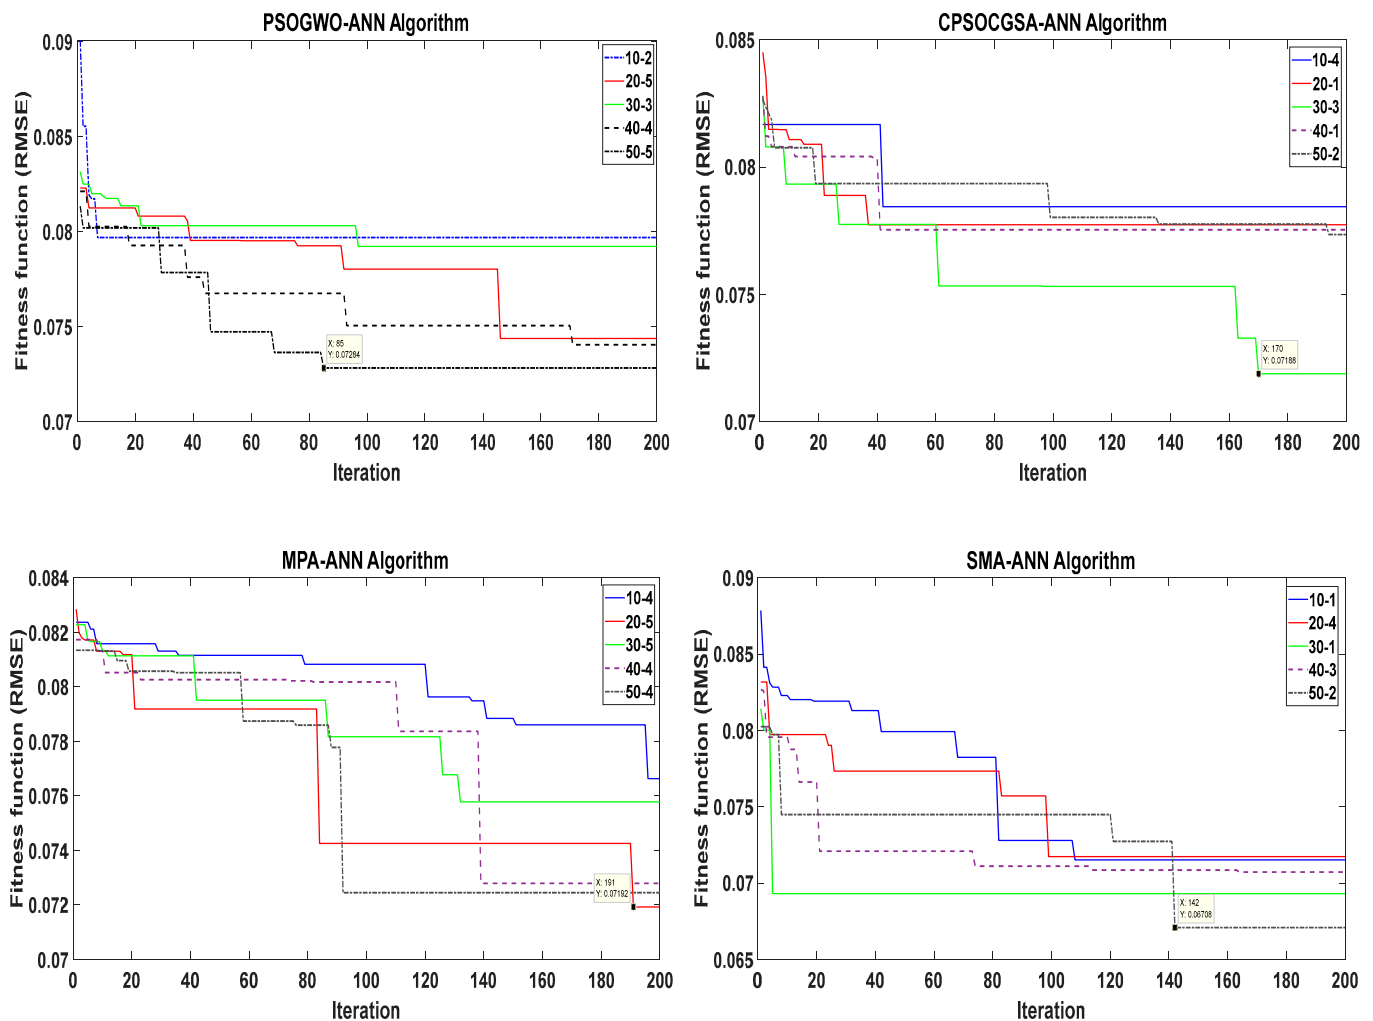 PSOGWO-ANN Algorithm
Fitness function (RMSE)
0.09
0.085
0.08
0.075
0.07
10-2
20-5
30-3
40-4
50-5
X: 85
Y: 0.07284
0 20 40 60 80 100 120 140 160 180 200
Iteration
CPSOCGSA-ANN Algorithm
Fitness function (RMSE)
0.085
0.08
0.075
0.07
10-4
20-1
30-3
40-1
50-2
X: 170
Y: 0.07188
0 20 40 60 80 100 120 140 160 180 200
Iteration
MPA-ANN Algorithm
Fitness function (RMSE)
0.084
0.082
0.08
0.078
0.076
0.074
0.072
0.07
10-4
20-5
30-5
40-4
50-4
X: 191
Y: 0.07192
0 20 40 60 80 100 120 140 160 180 200
Iteration
SMA-ANN Algorithm
Fitness function (RMSE)
0.09
0.085
0.08
0.075
0.07
0.065
10-1
20-4
30-1
40-3
50-2
X: 142
Y: 0.06708
0 20 40 60 80 100 120 140 160 180 200
Iteration